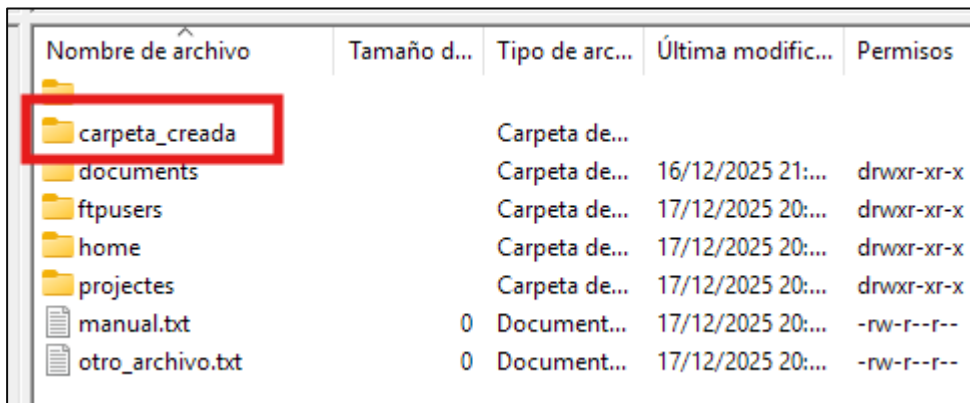 Nombre de archivo Tamaño d... Tipo de arc... Última modific... Permisos
carpeta_creada Carpeta de...
documents Carpeta de... 16/12/2025 21:... drwxr-xr-x
ftpusers Carpeta de... 17/12/2025 20:... drwxr-xr-x
home Carpeta de... 17/12/2025 20:... drwxr-xr-x
projectes Carpeta de... 17/12/2025 20:... drwxr-xr-x
manual.txt 0 Document... 17/12/2025 20:... -rw-r--r--
otro_archivo.txt 0 Document... 17/12/2025 20:... -rw-r--r--